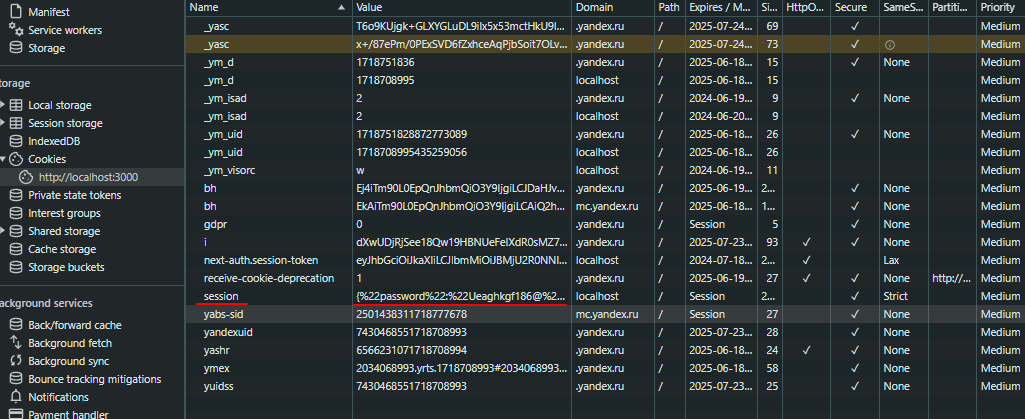 Manifest
Service workers
Storage
torage
Local storage
Session storage
IndexedDB
Cookies
http://localhost:3000
Private state tokens
Interest groups
Shared storage
Cache storage
Storage buckets
ackground services
Back/forward cache
Background fetch
Background sync
Bounce tracking mitigations
Notifications
Payment handler
Name Value Domain Path Expires / M... Si... HttpO... Secure SameS... Partiti... Priority
_yasc T6o9KUjgk+GLXYGLuDL9iIx5x53mctHkU9I... .yandex.ru / 2025-07-24... 69 ✓ Medium
_yasc x+/87ePm/0PExSVD6fZxhceAqPJbSoit7OLv... .yandex.ru / 2025-07-24... 73 ✓ Medium
_ym_d 1718751836 .yandex.ru / 2025-06-18... 15 ✓ None Medium
_ym_d 1718708995 localhost / 2025-06-18... 15 Medium
_ym_isad 2 .yandex.ru / 2024-06-19... 9 ✓ None Medium
_ym_isad 2 localhost / 2024-06-20... 9 Medium
_ym_uid 1718751828872773089 .yandex.ru / 2025-06-18... 26 ✓ None Medium
_ym_uid 1718708995435259056 localhost / 2025-06-18... 26 Medium
_ym_visorc w localhost / 2024-06-19... 11 Medium
bh Ej4iTm90L0EpQnJhbmQiO3Y9IjgiLCJDaHJv... .yandex.ru / 2025-06-19... 2... ✓ None Medium
bh EkAiTm90L0EpQnJhbmQiO3Y9IjgiLCAiQ2h... mc.yandex.ru / 2025-06-19... 1... ✓ None Medium
gdpr 0 .yandex.ru / Session 5 ✓ None Medium
i dXwUDJRjSee18Qw19HBNUeFeIXdR0sMZ7... .yandex.ru / 2025-07-23... 93 ✓ ✓ None Medium
next-auth.session-token eyJhbGciOiJkaXIiLCJlbmMiOiJBMjU2R0NNI... localhost / 2024-07-19... 2... ✓ Lax Medium
receive-cookie-deprecation 1 .yandex.ru / 2025-06-19... 27 ✓ ✓ None http://... Medium
session {%22password%22:%22Ueaghkgf186@%2... localhost / Session 2... ✓ Strict Medium
yabs-sid 2501438311718777678 mc.yandex.ru / Session 27 ✓ None Medium
yandexuid 7430468551718708993 .yandex.ru / 2025-07-23... 28 ✓ None Medium
yashr 6566231071718708994 .yandex.ru / 2025-06-18... 24 ✓ ✓ None Medium
ymex 2034068993.yrts.1718708993#2034068993... .yandex.ru / 2025-06-18... 58 ✓ None Medium
yuidss 7430468551718708993 .yandex.ru / 2025-07-23... 25 ✓ None Medium